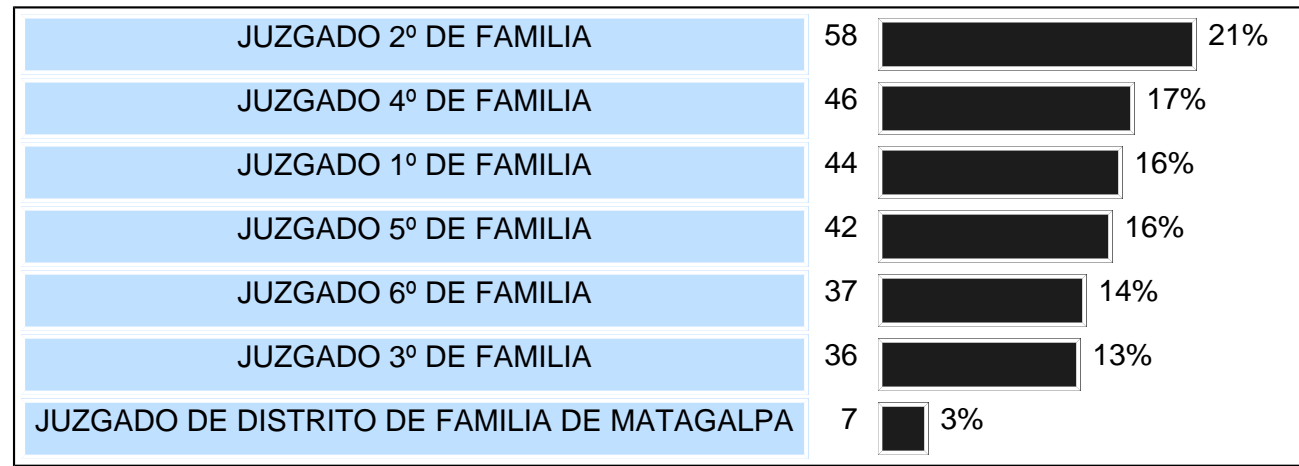 JUZGADO 2º DE FAMILIA 58 21%
JUZGADO 4º DE FAMILIA 46 17%
JUZGADO 1º DE FAMILIA 44 16%
JUZGADO 5º DE FAMILIA 42 16%
JUZGADO 6º DE FAMILIA 37 14%
JUZGADO 3º DE FAMILIA 36 13%
JUZGADO DE DISTRITO DE FAMILIA DE MATAGALPA 7 3%